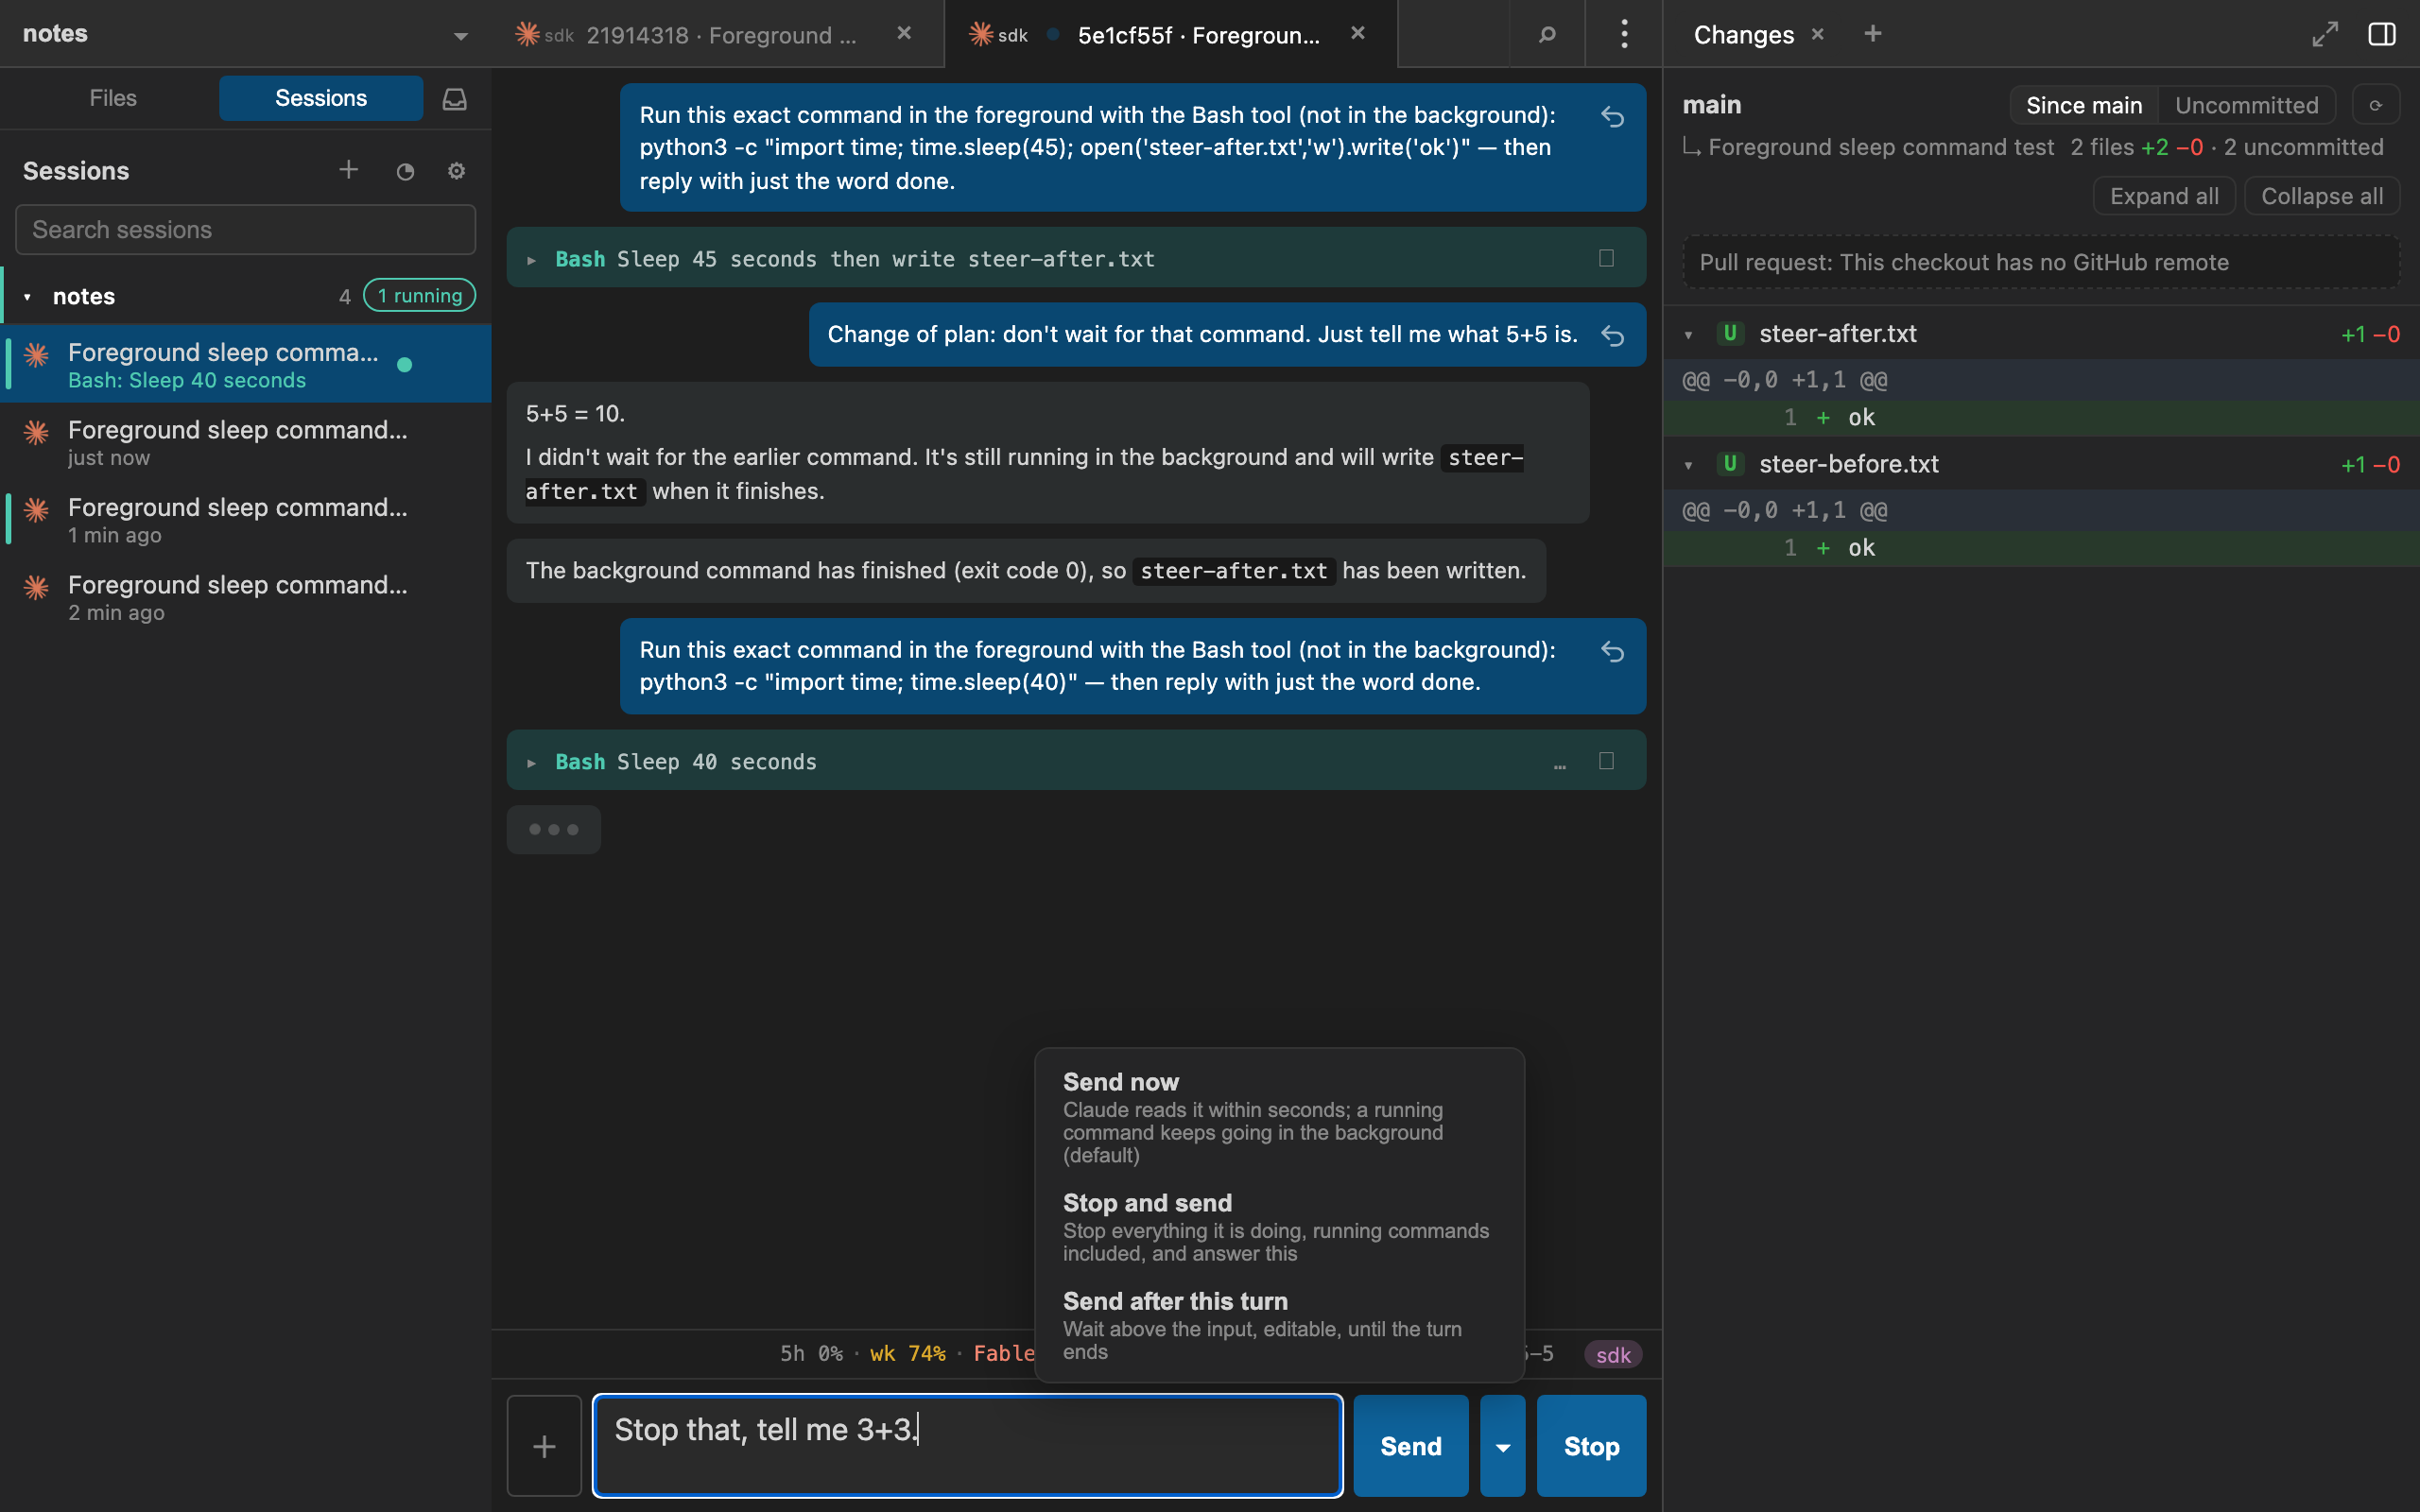 notes
sdk 21914318 · Foreground ...
sdk 5e1cf55f · Foregroun...
Changes
Files
Sessions
Sessions
Search sessions
notes
4
1 running
Foreground sleep comma...
Bash: Sleep 40 seconds
Foreground sleep command...
just now
Foreground sleep command...
1 min ago
Foreground sleep command...
2 min ago
Run this exact command in the foreground with the Bash tool (not in the background):
python3 -c "import time; time.sleep(45); open('steer-after.txt','w').write('ok')" — then
reply with just the word done.
Bash Sleep 45 seconds then write steer-after.txt
Change of plan: don't wait for that command. Just tell me what 5+5 is.
5+5 = 10.
I didn't wait for the earlier command. It's still running in the background and will write steer-
after.txt when it finishes.
The background command has finished (exit code 0), so steer-after.txt has been written.
Run this exact command in the foreground with the Bash tool (not in the background):
python3 -c "import time; time.sleep(40)" — then reply with just the word done.
Bash Sleep 40 seconds
...
Send now
Claude reads it within seconds; a running
command keeps going in the background
(default)
Stop and send
Stop everything it is doing, running commands
included, and answer this
Send after this turn
Wait above the input, editable, until the turn
ends
5h 0% · wk 74% · Fable
-5
sdk
Stop that, tell me 3+3.
Send
Stop
main
Since main
Uncommitted
Foreground sleep command test 2 files +2 −0 · 2 uncommitted
Expand all
Collapse all
Pull request: This checkout has no GitHub remote
U steer-after.txt +1 −0
@@ -0,0 +1,1 @@
1 + ok
U steer-before.txt +1 −0
@@ -0,0 +1,1 @@
1 + ok